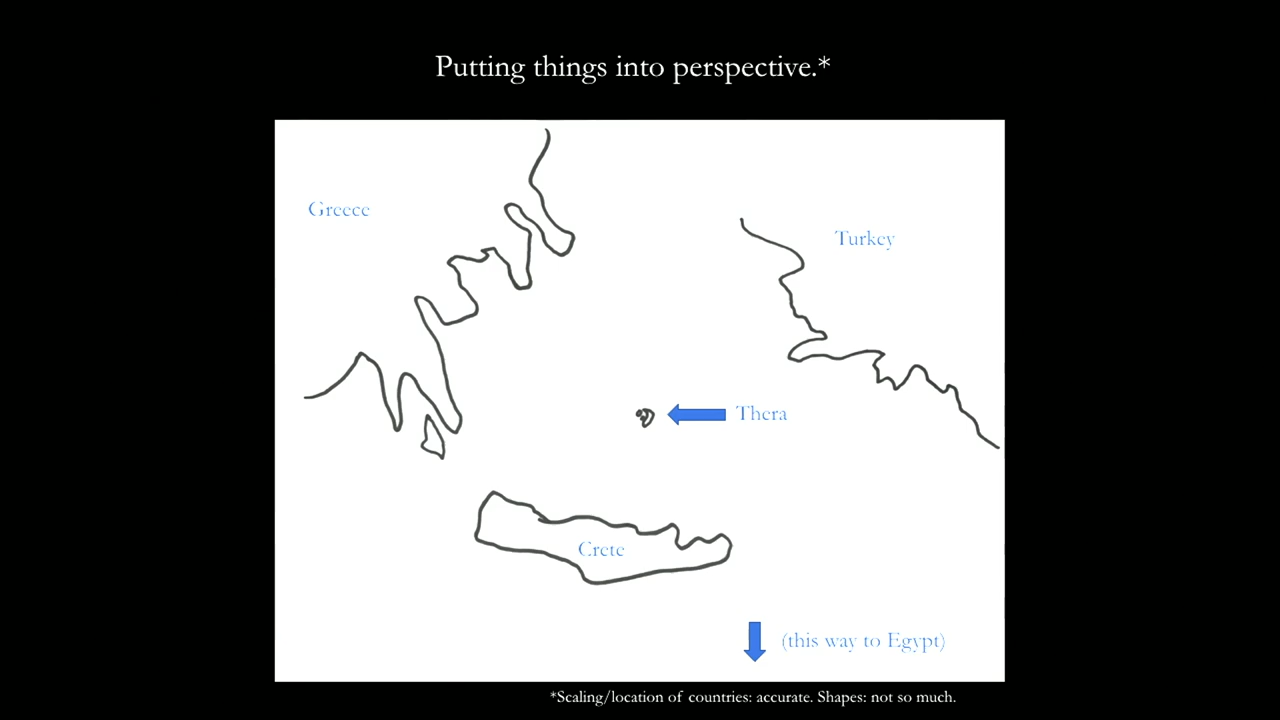 Putting things into perspective.*
Greece
Turkey
Thera
Crete
(this way to Egypt)
*Scaling/location of countries: accurate. Shapes: not so much.